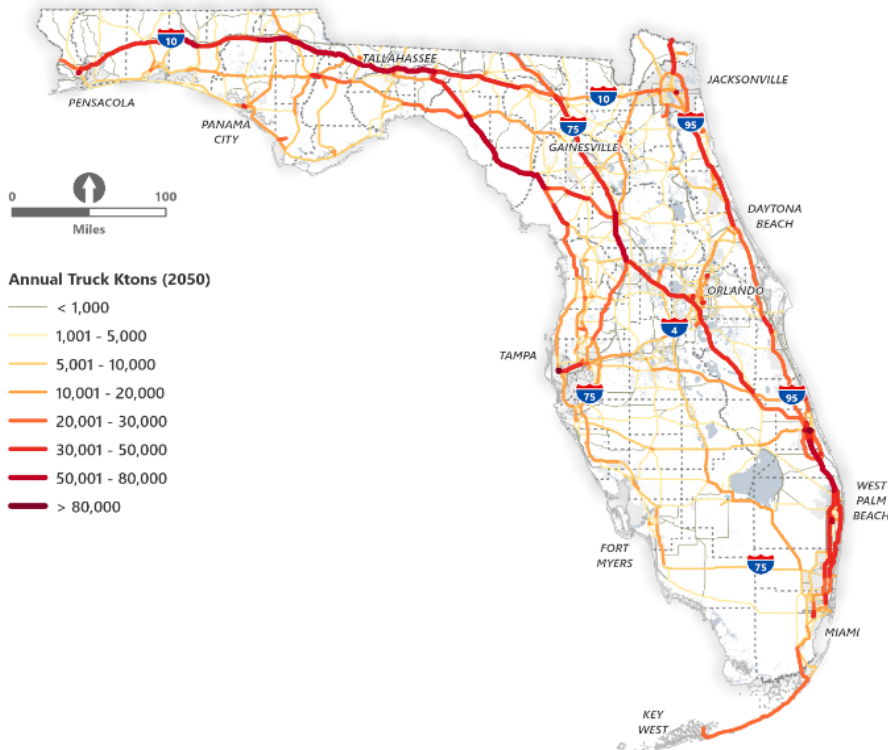 10
TALLAHASSEE
PENSACOLA
PANAMA
CITY
10
JACKSONVILLE
75
95
GAINESVILLE
0
100
Miles
DAYTONA
BEACH
Annual Truck Ktons (2050)
< 1,000
1,001 - 5,000
5,001 - 10,000
10,001 - 20,000
20,001 - 30,000
30,001 - 50,000
50,001 - 80,000
> 80,000
ORLANDO
4
TAMPA
75
95
WEST
PALM
BEACH
FORT
MYERS
75
MIAMI
KEY
WEST